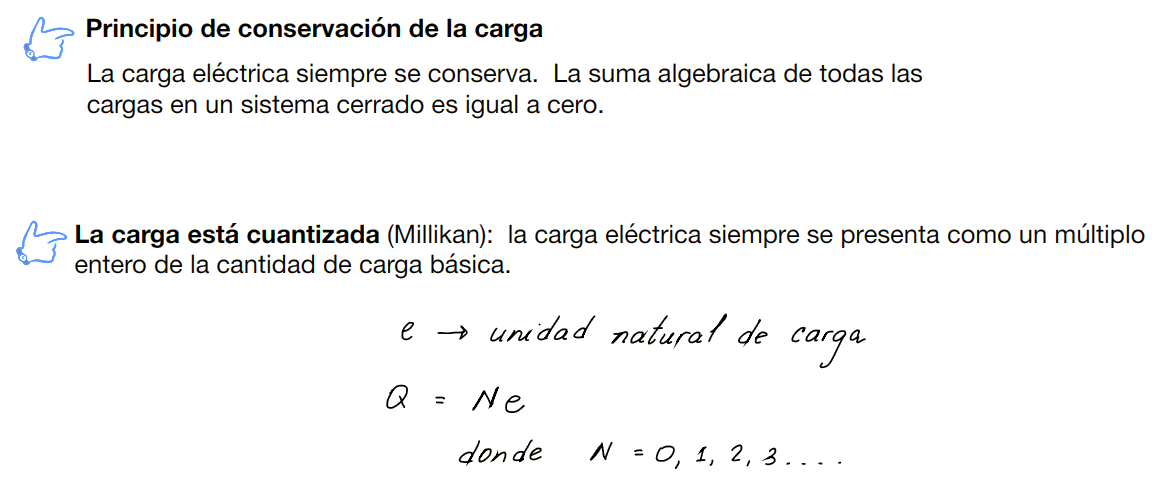 Principio de conservación de la carga
La carga eléctrica siempre se conserva. La suma algebraica de todas las
cargas en un sistema cerrado es igual a cero.
La carga está cuantizada (Millikan): la carga eléctrica siempre se presenta como un múltiplo
entero de la cantidad de carga básica.
e → unidad natural de carga
Q = Ne
donde N = 0, 1, 2, 3....